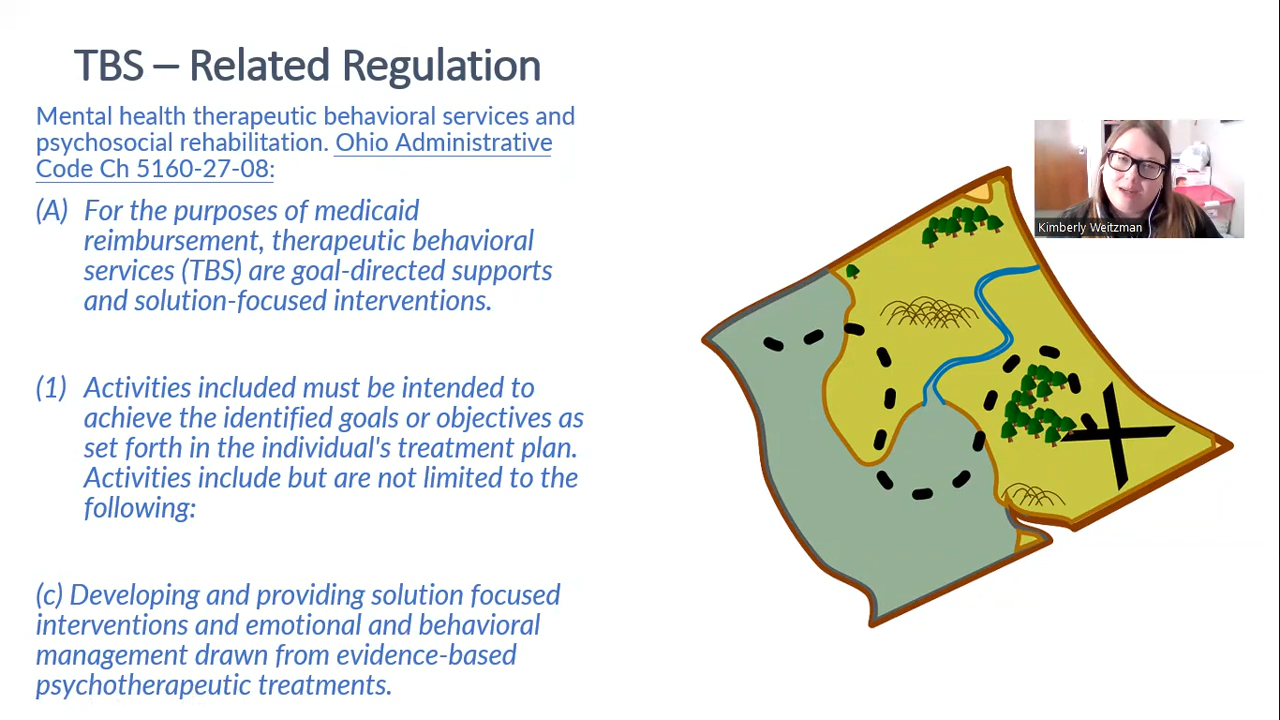 TBS – Related Regulation
Mental health therapeutic behavioral services and
psychosocial rehabilitation. Ohio Administrative
Code Ch 5160-27-08:
(A) For the purposes of medicaid
reimbursement, therapeutic behavioral
services (TBS) are goal-directed supports
and solution-focused interventions.
(1) Activities included must be intended to
achieve the identified goals or objectives as
set forth in the individual's treatment plan.
Activities include but are not limited to the
following:
(c) Developing and providing solution focused
interventions and emotional and behavioral
management drawn from evidence-based
psychotherapeutic treatments.
Kimberly Weitzman